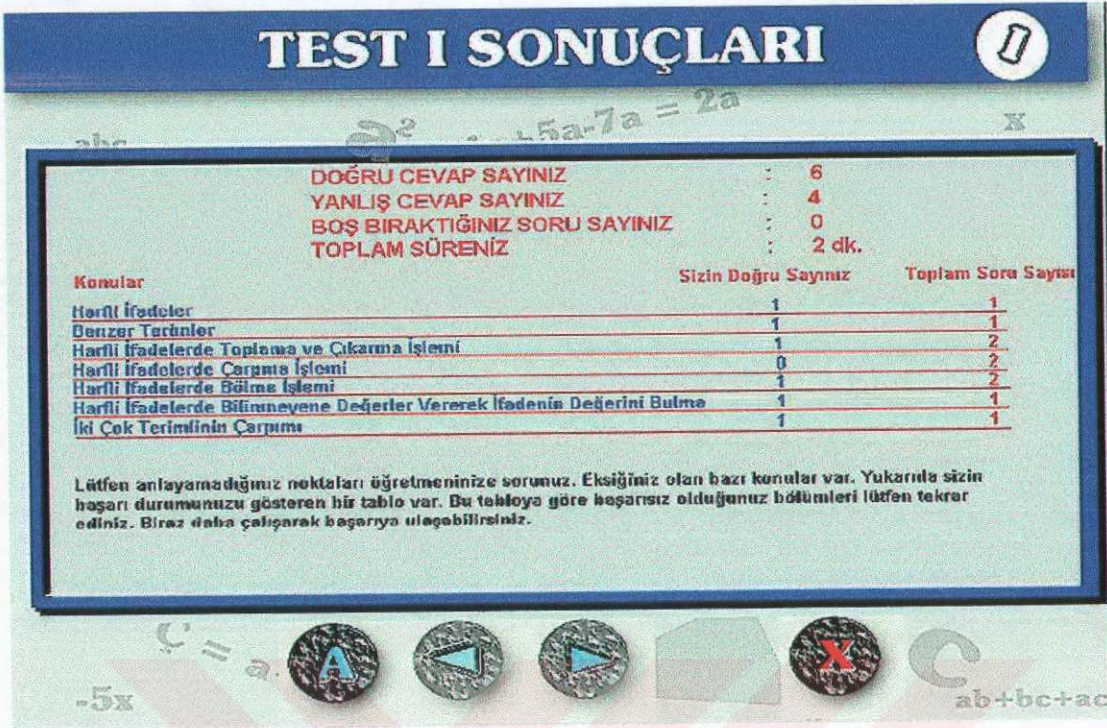 TEST I SONUÇLARI
abc
+5a-7a = 2a
x
DOĞRU CEVAP SAYINIZ : 6
YANLIŞ CEVAP SAYINIZ : 4
BOŞ BIRAKTIĞINIZ SORU SAYINIZ : 0
TOPLAM SÜRENİZ : 2 dk.
Konular Sizin Doğru Sayınız Toplam Soru Sayısı
Harfli İfadeler 1 1
Benzer Terimler 1 1
Harfli İfadelerde Toplama ve Çıkarma İşlemi 1 2
Harfli İfadelerde Çarpma İşlemi 0 2
Harfli İfadelerde Bölme İşlemi 1 2
Harfli İfadelerde Bilinmeyene Değerler Vererek İfadenin Değerini Bulma 1 1
İki Çok Terimlinin Çarpımı 1 1
Lütfen anlayamadığınız noktaları öğretmeninize sorunuz. Eksiğiniz olan bazı konular var. Yukarıda sizin
başarı durumunuzu gösteren bir tablo var. Bu tabloya göre başarısız olduğunuz bölümleri lütfen tekrar
ediniz. Biraz daha çalışarak başarıya ulaşabilirsiniz.
Ç = a.
A
X
C
-5x
ab+bc+ac